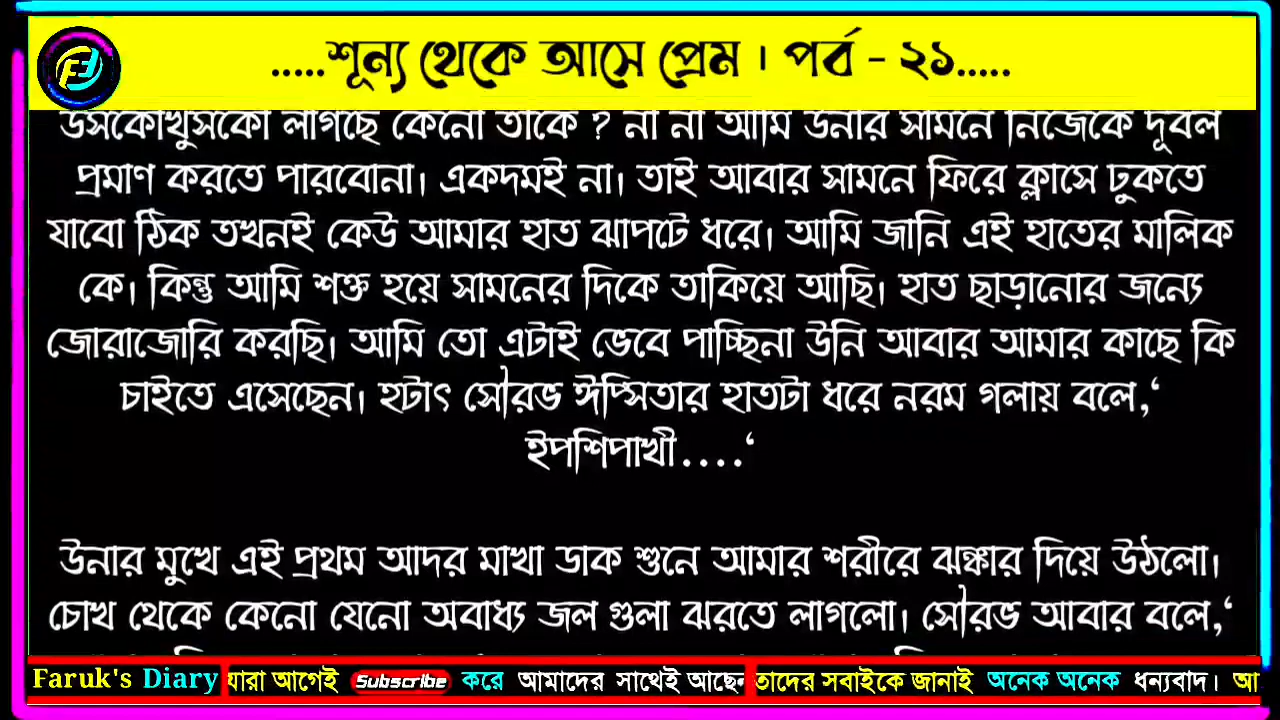 .....শূন্য থেকে আসে প্রেম । পর্ব - ২১.....
উসকোখুসকো লাগছে কেনো তাকে ? না না আমি উনার সামনে নিজেকে দূর্বল
প্রমাণ করতে পারবোনা। একদমই না। তাই আবার সামনে ফিরে ক্লাসে ঢুকতে
যাবো ঠিক তখনই কেউ আমার হাত ঝাপটে ধরে। আমি জানি এই হাতের মালিক
কে। কিন্তু আমি শক্ত হয়ে সামনের দিকে তাকিয়ে আছি। হাত ছাড়ানোর জন্যে
জোরাজোরি করছি। আমি তো এটাই ভেবে পাচ্ছিনা উনি আবার আমার কাছে কি
চাইতে এসেছেন। হটাৎ সৌরভ ঈপ্সিতার হাতটা ধরে নরম গলায় বলে,‘
ইপশিপাখী....‘
উনার মুখে এই প্রথম আদর মাখা ডাক শুনে আমার শরীরে ঝঙ্কার দিয়ে উঠলো।
চোখ থেকে কেনো যেনো অবাধ্য জল গুলা ঝরতে লাগলো। সৌরভ আবার বলে,‘
Faruk's Diary যারা আগেই Subscribe করে আমাদের সাথেই আছেন তাদের সবাইকে জানাই অনেক অনেক ধন্যবাদ। আ